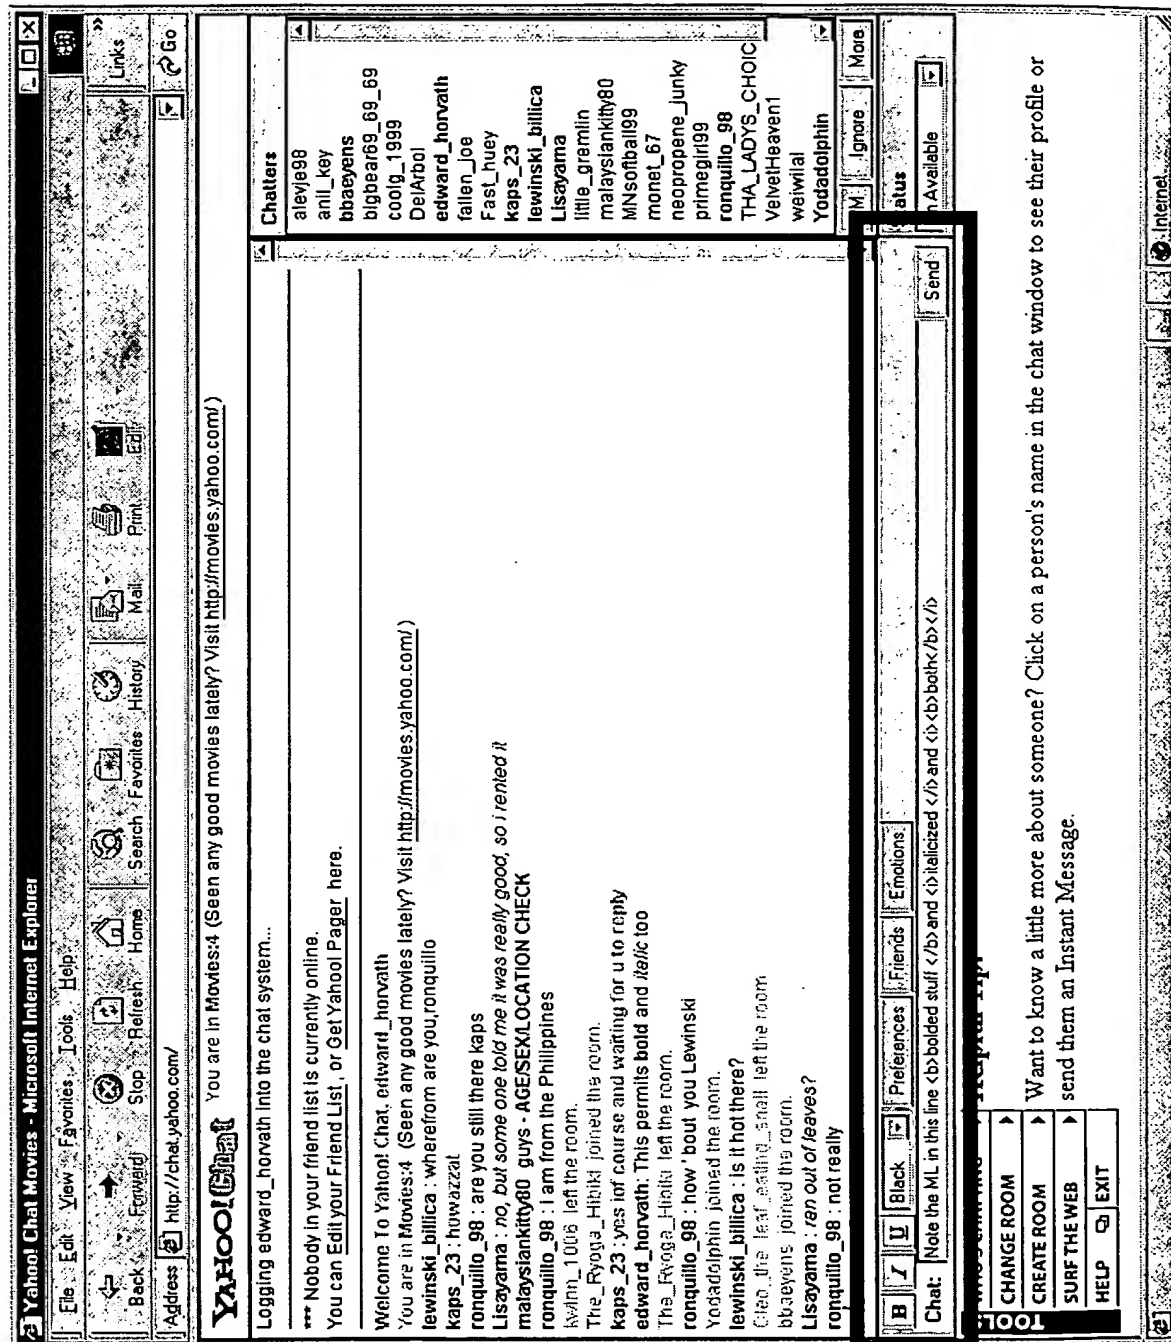 Yahoo! Chat Movies - Microsoft Internet Explorer
File Edit View Favorites Tools Help
Back Forward Stop Refresh Home Search Favorites History Mail Print Edit Links
Address http://chat.yahoo.com/ Go
YAHOO! Chat You are in Movies:4 (Seen any good movies lately? Visit http://movies.yahoo.com/)
Logging edward_horvath into the chat system...
*** Nobody in your friend list is currently online.
You can Edit your Friend List, or Get Yahool Pager here.
Welcome To Yahoo! Chat, edward_horvath
You are in Movies:4 (Seen any good movies lately? Visit http://movies.yahoo.com/)
lewinski_billica : wherefrom are you,ronquillo
kaps_23 : howazzat
ronquillo_98 : are you still there kaps
Lisayama : no, but some one told me it was really good, so i rented it
malaysiankitty80 guys - AGE/SEX/LOCATION CHECK
ronquillo_98 : I am from the Philippines
left the room.
The_Ryoga_Hibiki joined the room.
kaps_23 : yes iof course and waiting for u to reply
The_Ryoga_Hibiki left the room.
edward_horvath: This permits bold and italic too
ronquillo_98 : how ' bout you Lewinski
Yodadolphin joined the room.
lewinski_billica : is it hot there?
the_leaf_eating_snail left the room
bbaeyens joined the room.
Lisayama : ran out of leaves?
ronquillo_98 : not really
Chatters
alevje98
anil_key
bbaeyens
bigbear69_69_69
coolg_1999
DelArbol
edward_horvath
fallen_joe
Fast_huey
kaps_23
lewinski_billica
Lisayama
little_gremlin
malaysiankitty80
MNIsoftball99
monet_67
neopropene_junky
primegirl99
ronquillo_98
THA_LADYS_CHOIC
VelvetHeaven1
weiwilal
Yodadolphin
M Ignore More
B I U Black Preferences Friends Emotions atus
Chat: Note the ML in this line <b>bolded stuff </b>and <i>italicized </i>and <i><b>both</b></i> Send Available
TOOLS
CHANGE ROOM
CREATE ROOM
SURF THE WEB
HELP EXIT
Want to know a little more about someone? Click on a person's name in the chat window to see their profile or
send them an Instant Message.
Internet